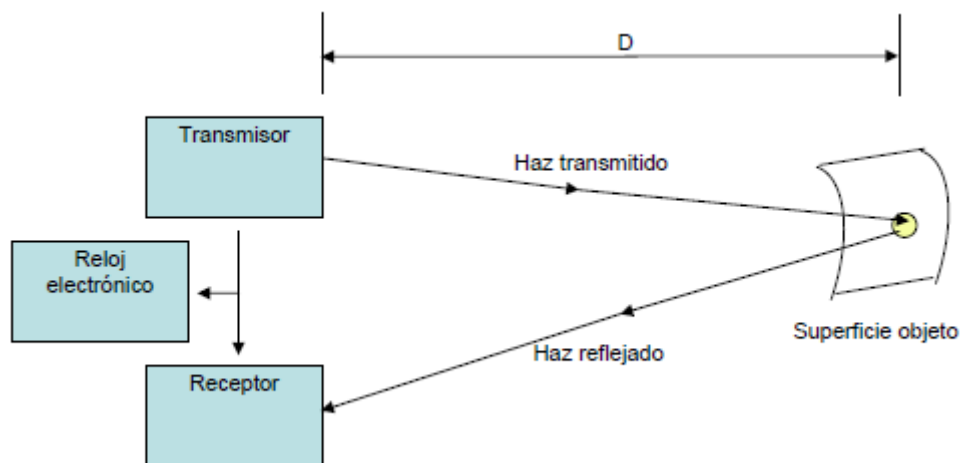 D
Transmisor
Haz transmitido
Reloj
electrónico
Superficie objeto
Haz reflejado
Receptor